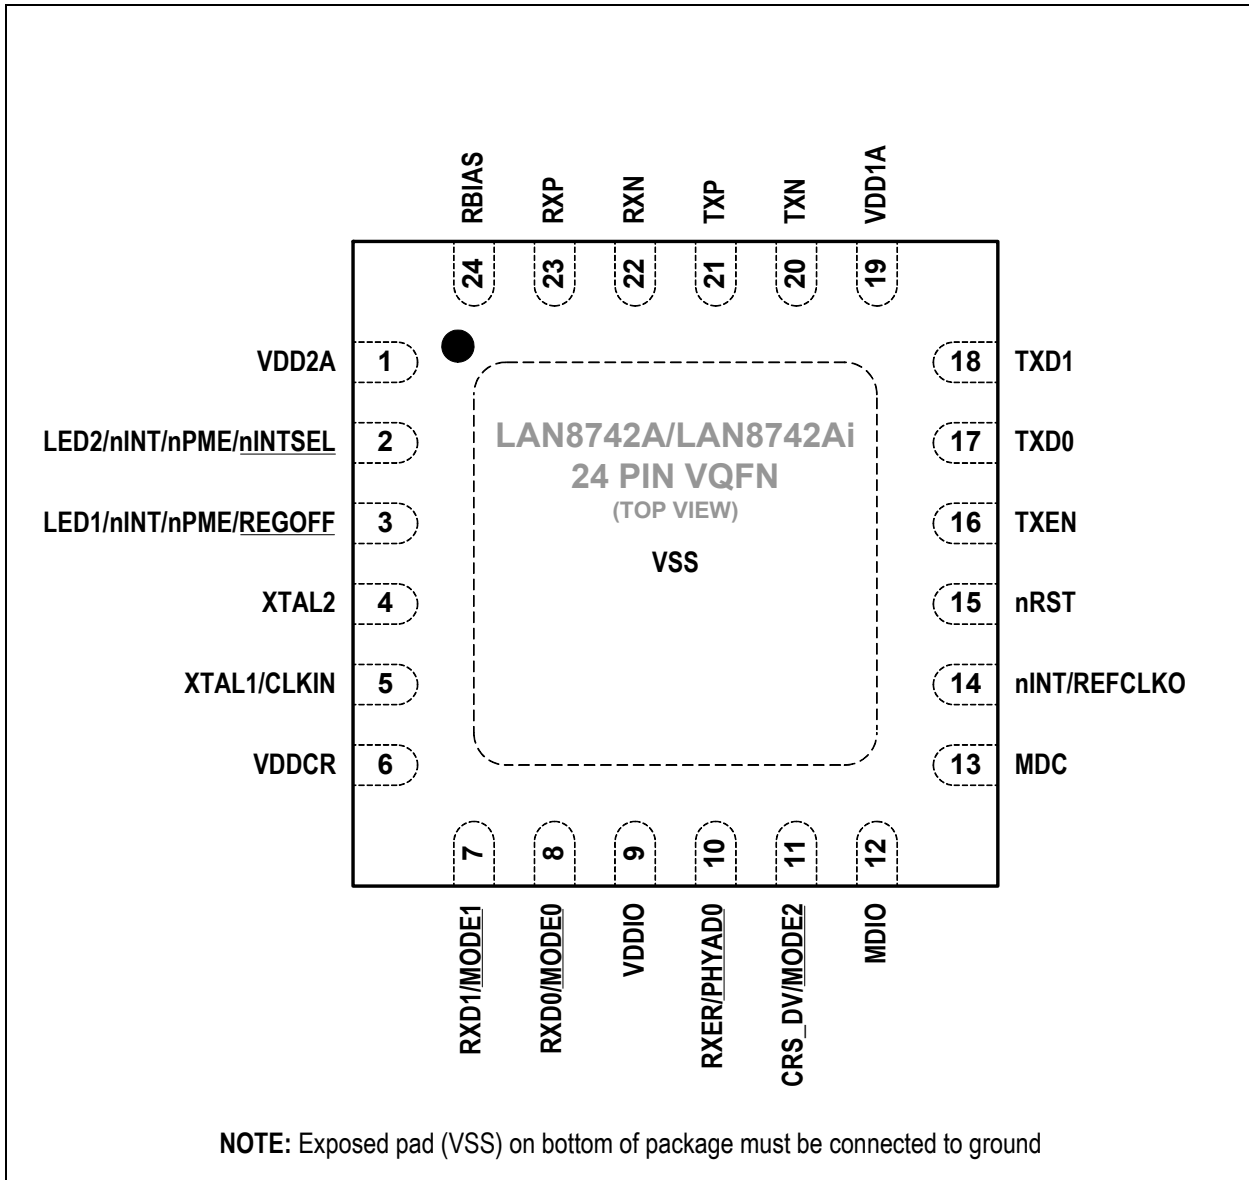 RBIAS
RXP
RXN
TXP
TXN
VDD1A
24
23
22
21
20
19
VDD2A 1
LED2/nINT/nPME/nINTSEL 2
LED1/nINT/nPME/REGOFF 3
XTAL2 4
XTAL1/CLKIN 5
VDDCR 6
LAN8742A/LAN8742Ai
24 PIN VQFN
(TOP VIEW)
VSS
18 TXD1
17 TXD0
16 TXEN
15 nRST
14 nINT/REFCLKO
13 MDC
7
8
9
10
11
12
RXD1/MODE1
RXD0/MODE0
VDDIO
RXER/PHYAD0
CRS_DV/MODE2
MDIO
NOTE: Exposed pad (VSS) on bottom of package must be connected to ground